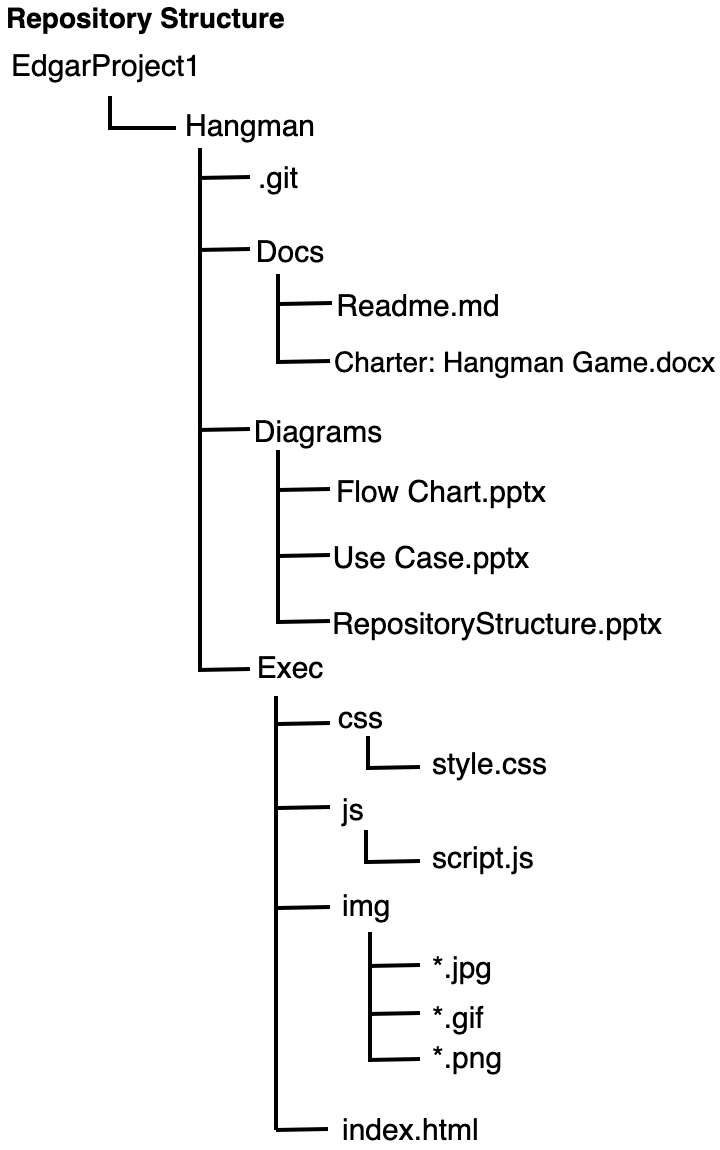 Repository Structure
EdgarProject1
Hangman
.git
Docs
Readme.md
Charter: Hangman Game.docx
Diagrams
Flow Chart.pptx
Use Case.pptx
RepositoryStructure.pptx
Exec
css
style.css
js
script.js
img
*.jpg
*.gif
*.png
index.html